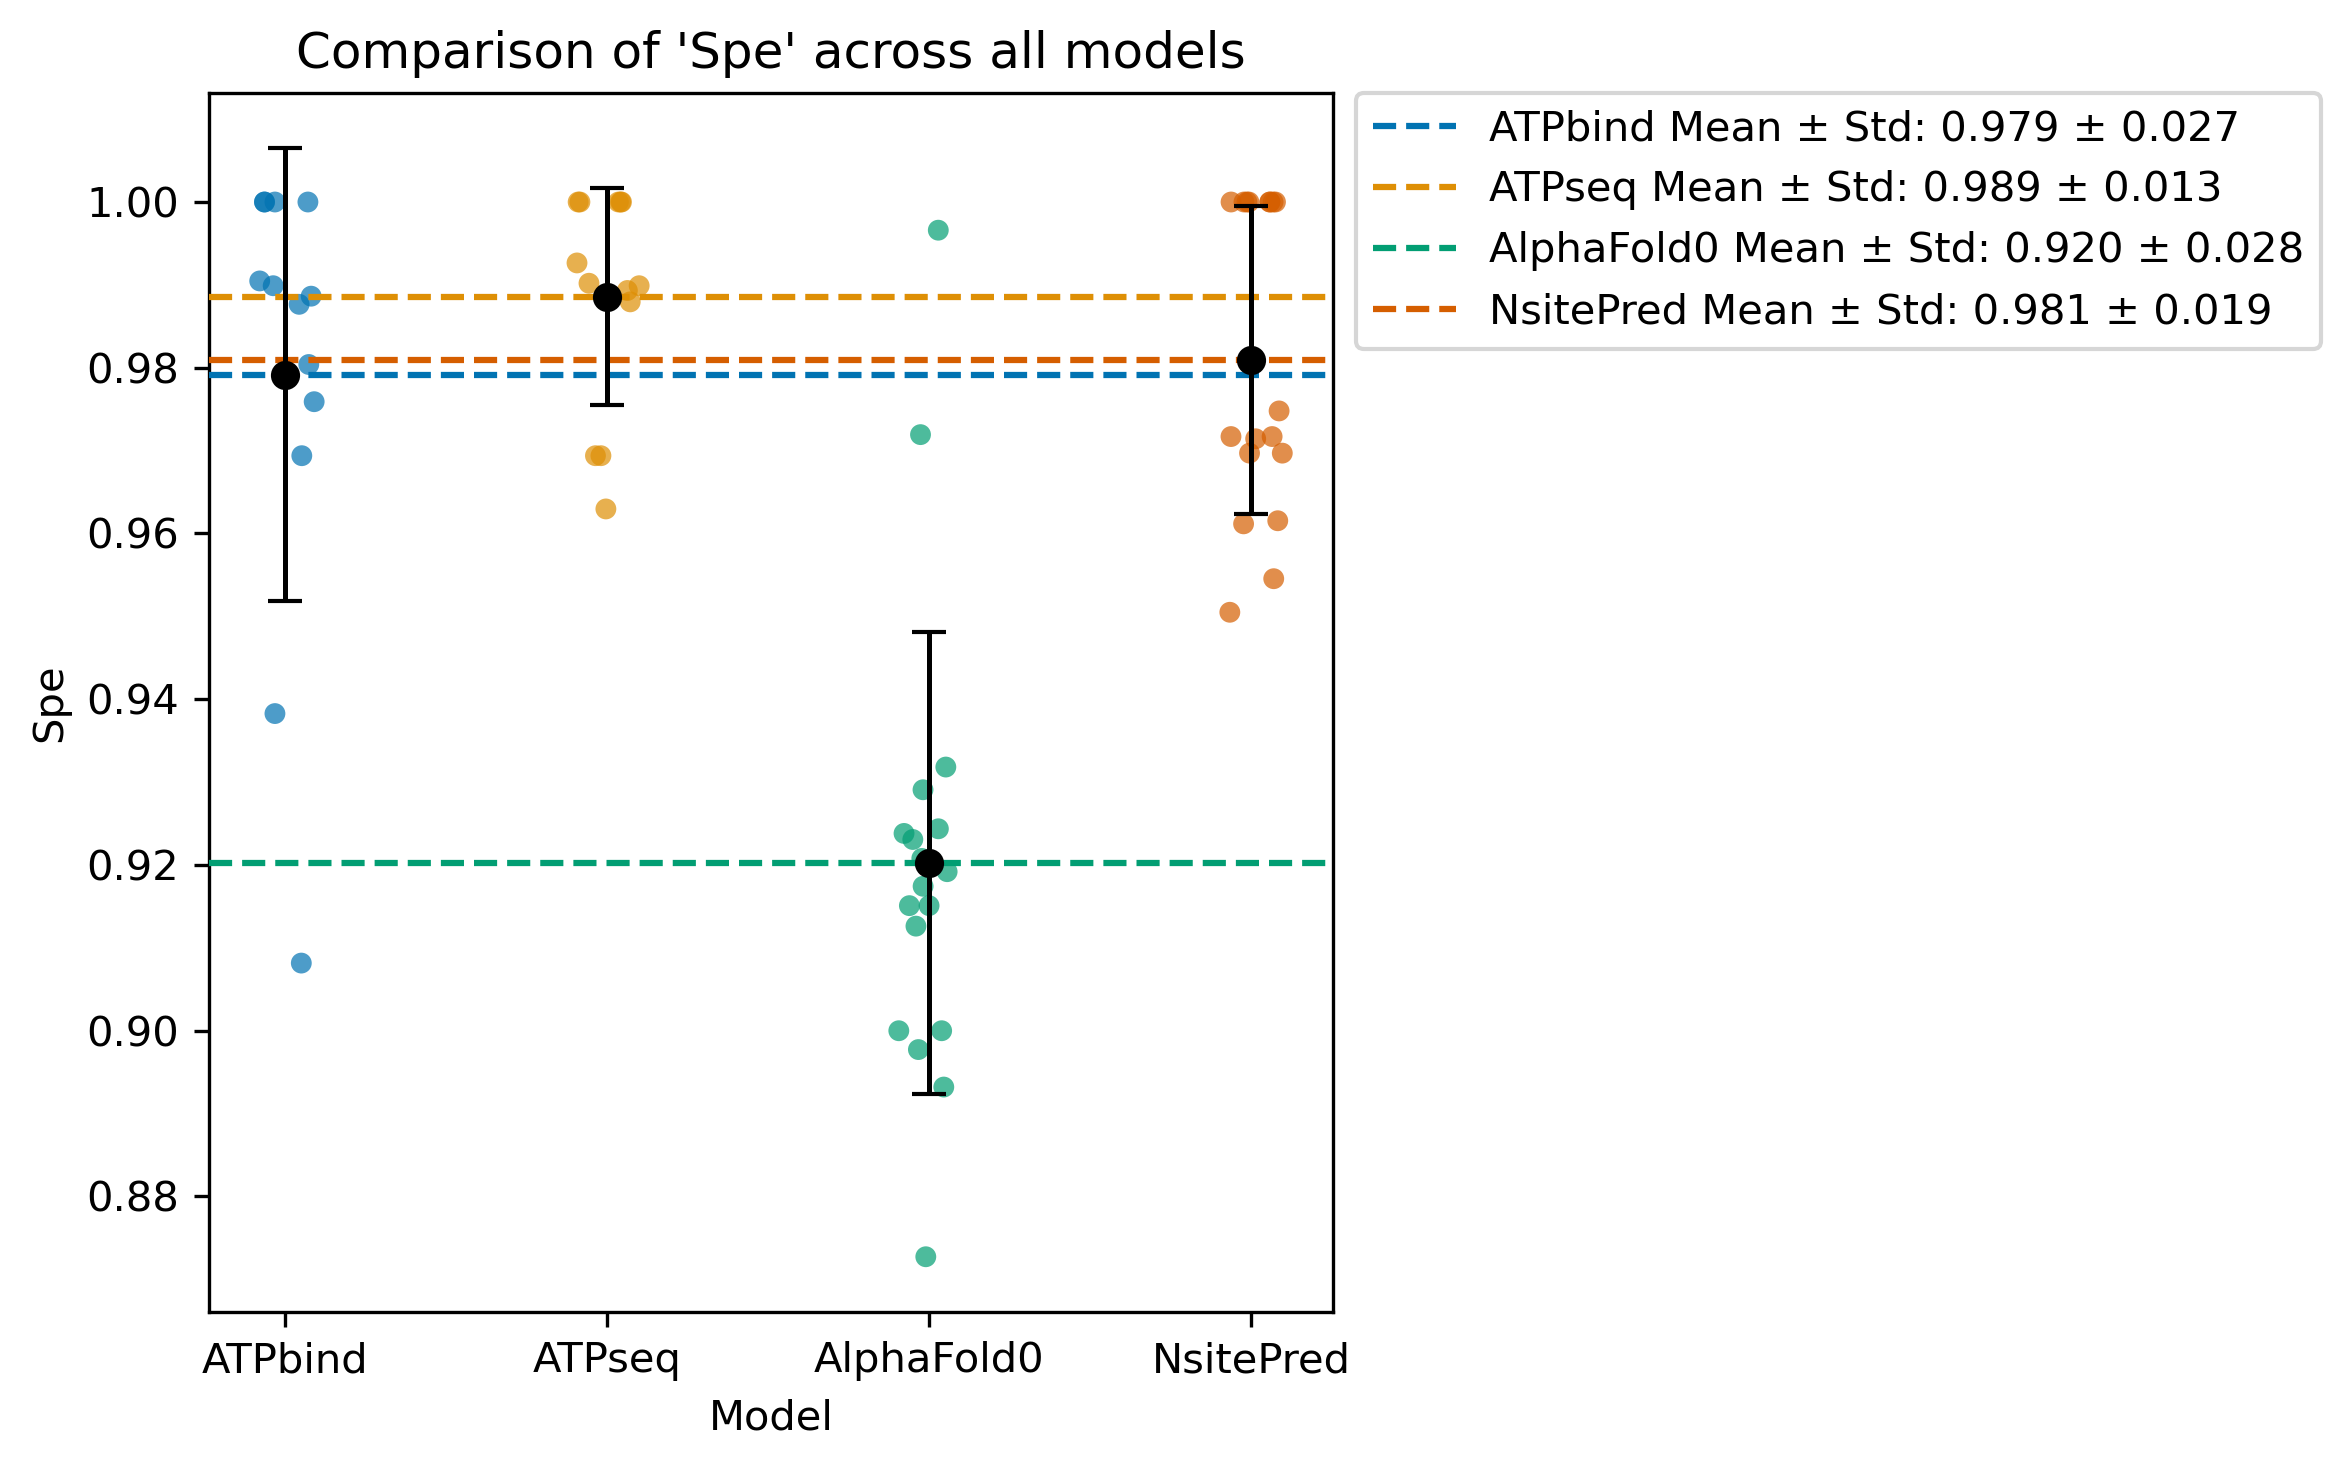 Comparison of 'Spe' across all models
ATPbind Mean ± Std: 0.979 ± 0.027
ATPseq Mean ± Std: 0.989 ± 0.013
AlphaFold0 Mean ± Std: 0.920 ± 0.028
NsitePred Mean ± Std: 0.981 ± 0.019
Spe
1.00
0.98
0.96
0.94
0.92
0.90
0.88
ATPbind ATPseq AlphaFold0 NsitePred
Model